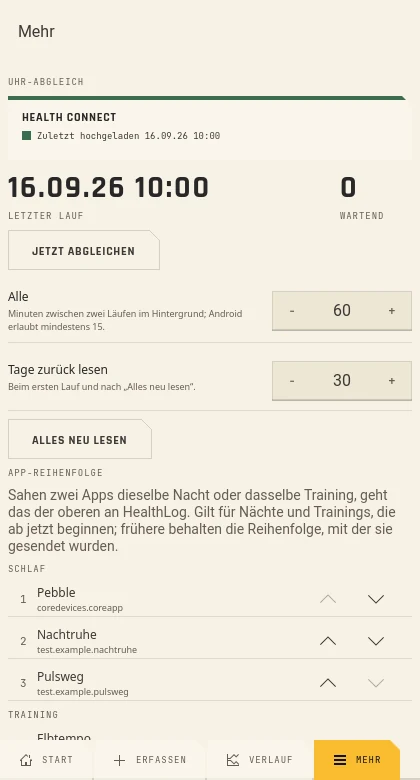 Mehr
UHR-ABGLEICH
HEALTH CONNECT
Zuletzt hochgeladen 16.09.26 10:00
16.09.26 10:00
LETZTER LAUF
0
WARTEND
JETZT ABGLEICHEN
Alle
Minuten zwischen zwei Läufen im Hintergrund; Android
erlaubt mindestens 15.
- 60 +
Tage zurück lesen
Beim ersten Lauf und nach „Alles neu lesen“.
- 30 +
ALLES NEU LESEN
APP-REIHENFOLGE
Sahen zwei Apps dieselbe Nacht oder dasselbe Training, geht
das der oberen an HealthLog. Gilt für Nächte und Trainings, die
ab jetzt beginnen; frühere behalten die Reihenfolge, mit der sie
gesendet wurden.
SCHLAF
1 Pebble
coredevices.coreapp
2 Nachtruhe
test.example.nachtruhe
3 Pulsweg
test.example.pulsweg
TRAINING
Elbtempo
START
ERFASSEN
VERLAUF
MEHR